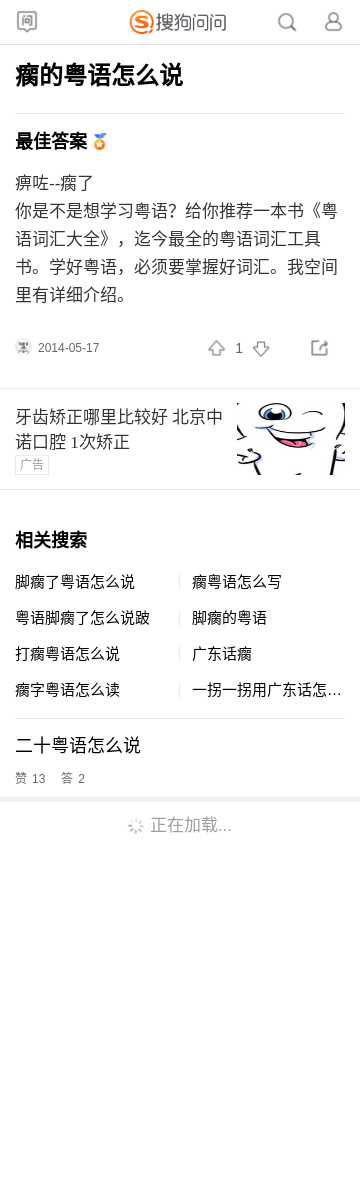 问
搜狗问问
瘸的粤语怎么说
最佳答案
痹咗--瘸了
你是不是想学习粤语？给你推荐一本书《粤
语词汇大全》，迄今最全的粤语词汇工具
书。学好粤语，必须要掌握好词汇。我空间
里有详细介绍。
2014-05-17 1
牙齿矫正哪里比较好 北京中
诺口腔 1次矫正
广告
相关搜索
脚瘸了粤语怎么说 瘸粤语怎么写
粤语脚瘸了怎么说跛 脚瘸的粤语
打瘸粤语怎么说 广东话瘸
瘸字粤语怎么读 一拐一拐用广东话怎…
二十粤语怎么说
赞 13 答 2
正在加载...